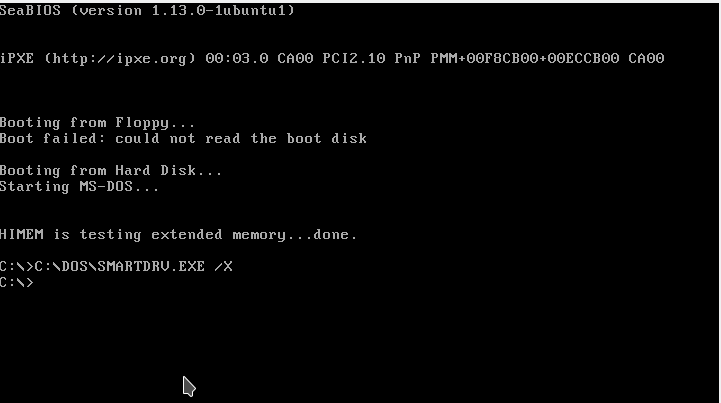 SeaBIOS (version 1.13.0-1ubuntu1)
iPXE (http://ipxe.org) 00:03.0 CA00 PCI2.10 PnP PMM+00F8CB00+00ECCB00 CA00
Booting from Floppy...
Boot failed: could not read the boot disk
Booting from Hard Disk...
Starting MS-DOS...
HIMEM is testing extended memory...done.
C:\>C:\DOS\SMARTDRV.EXE /X
C:\>